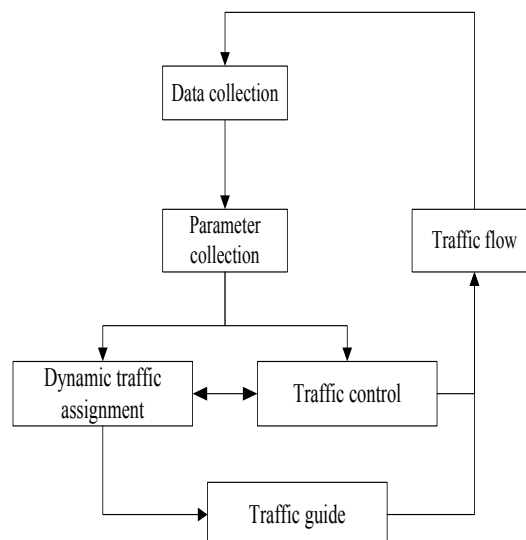 Data collection
Parameter
collection
Traffic flow
Dynamic traffic
assignment
Traffic control
Traffic guide